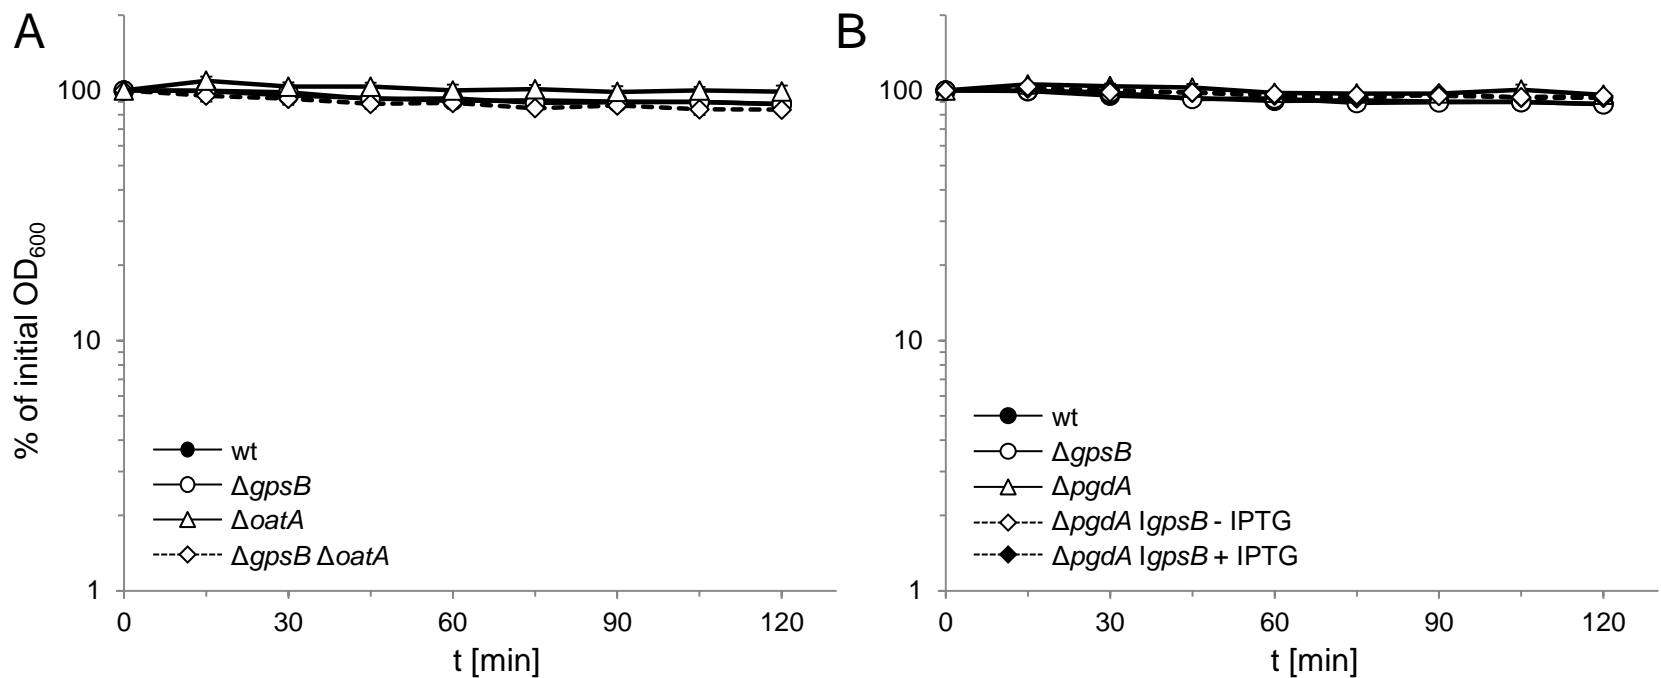 A
% of initial OD600
100
10
1
0
30
60
90
120
t [min]
wt
ΔgpsB
ΔoatA
ΔgpsB ΔoatA
B
100
10
1
0
30
60
90
120
t [min]
wt
ΔgpsB
ΔpgdA
ΔpgdA IgpsB - IPTG
ΔpgdA IgpsB + IPTG